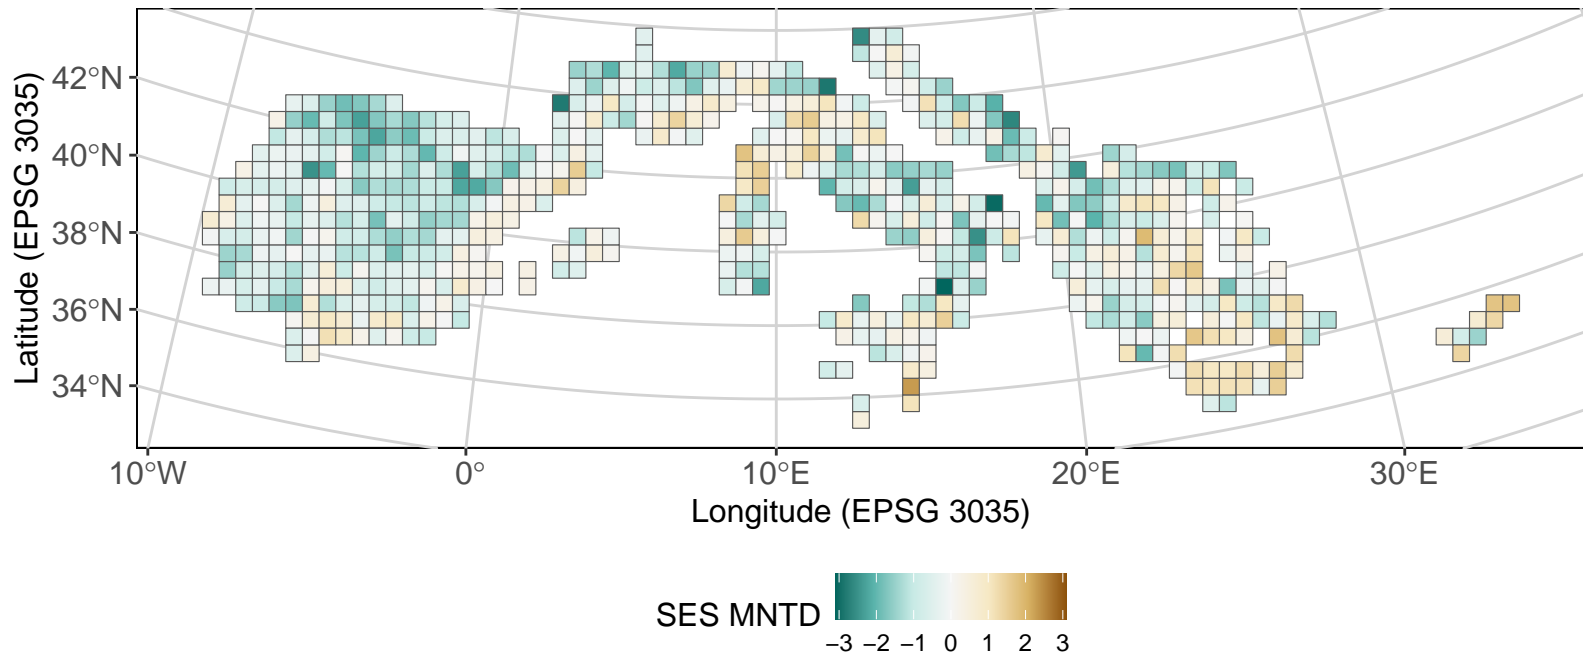 Latitude (EPSG 3035)
42°N
40°N
38°N
36°N
34°N
10°W 0° 10°E 20°E 30°E
Longitude (EPSG 3035)
SES MNTD
−3 −2 −1 0 1 2 3